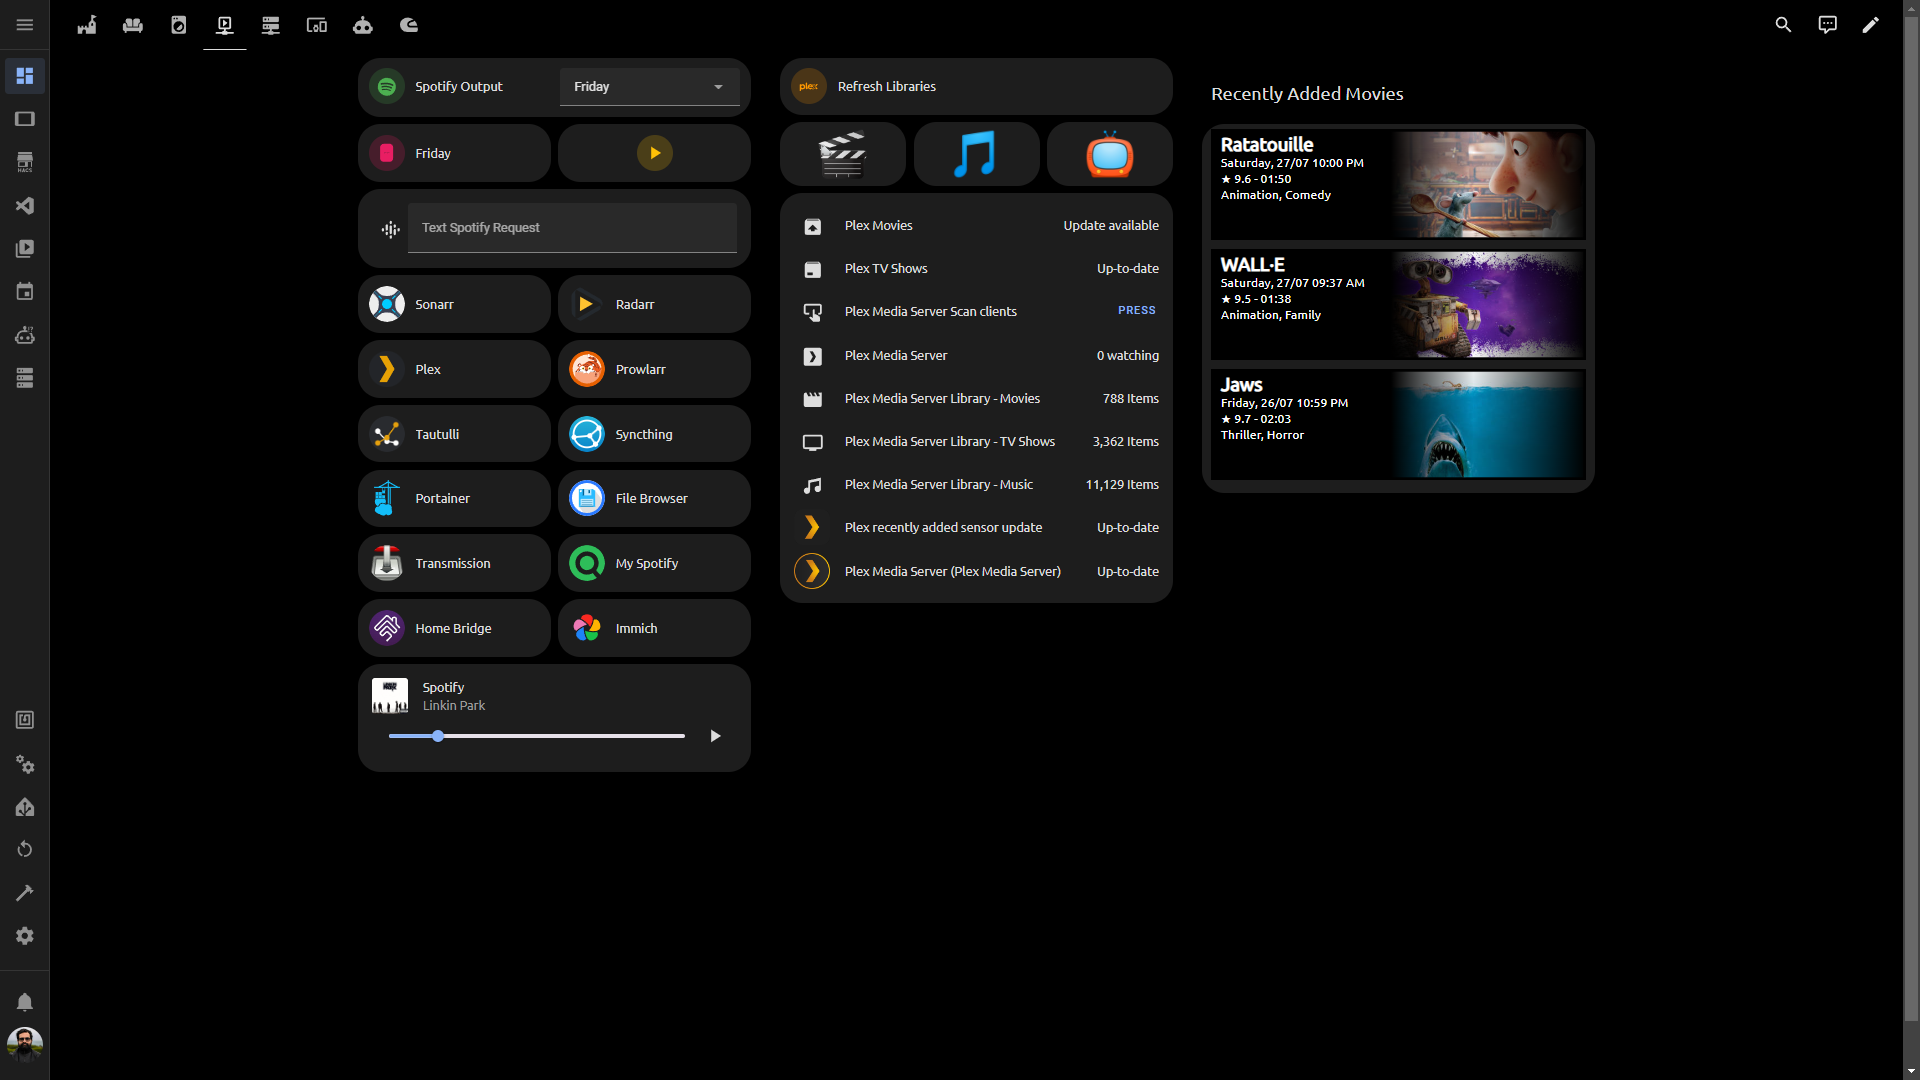 HACS
Spotify Output
Friday
Friday
Text Spotify Request
Sonarr
Radarr
Plex
Prowlarr
Tautulli
Syncthing
Portainer
File Browser
Transmission
My Spotify
Home Bridge
Immich
Spotify
Linkin Park
plex
Refresh Libraries
Plex Movies
Update available
Plex TV Shows
Up-to-date
Plex Media Server Scan clients
PRESS
Plex Media Server
0 watching
Plex Media Server Library - Movies
788 Items
Plex Media Server Library - TV Shows
3,362 Items
Plex Media Server Library - Music
11,129 Items
Plex recently added sensor update
Up-to-date
Plex Media Server (Plex Media Server)
Up-to-date
Recently Added Movies
Ratatouille
Saturday, 27/07 10:00 PM
★ 9.6 - 01:50
Animation, Comedy
WALL·E
Saturday, 27/07 09:37 AM
★ 9.5 - 01:38
Animation, Family
Jaws
Friday, 26/07 10:59 PM
★ 9.7 - 02:03
Thriller, Horror